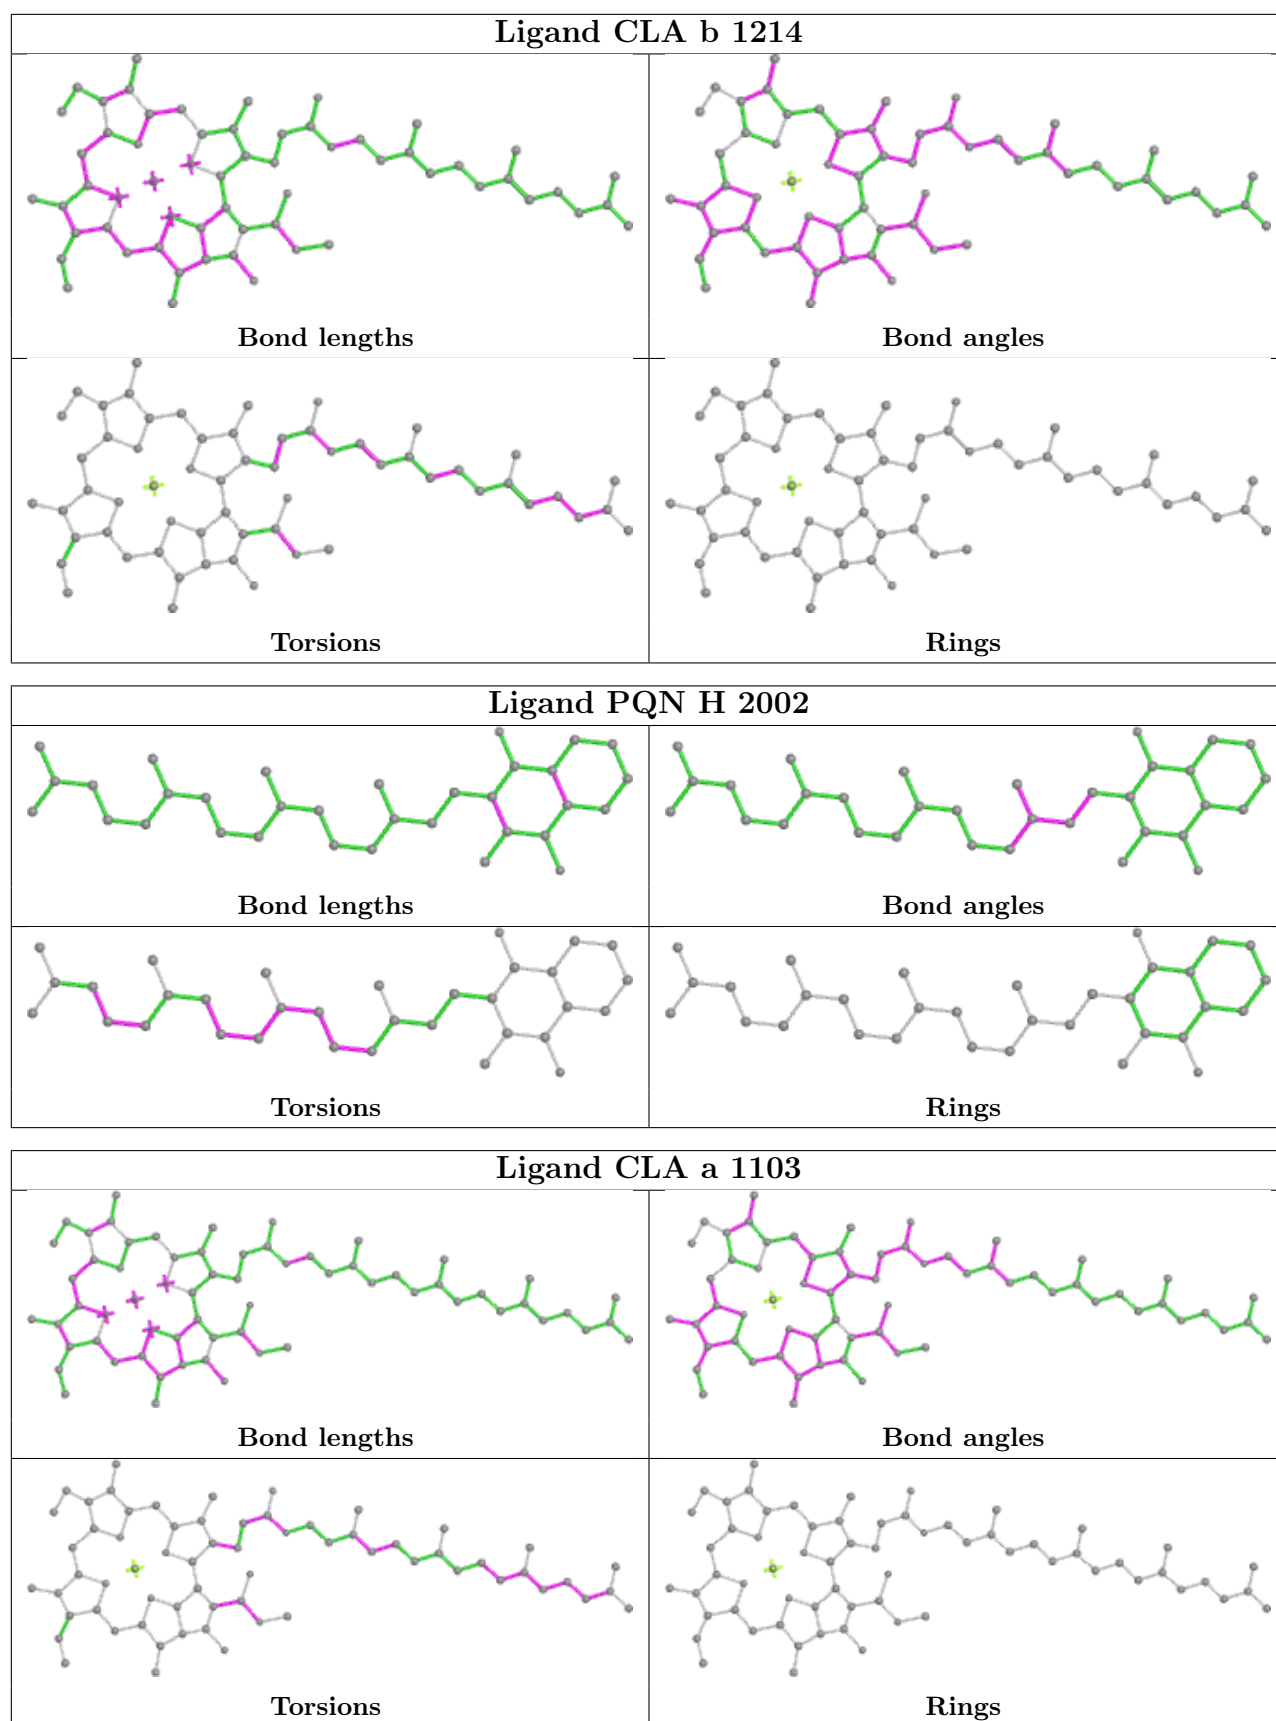 Ligand CLA b 1214
Bond lengths
Bond angles
Torsions
Rings
Ligand PQN H 2002
Bond lengths
Bond angles
Torsions
Rings
Ligand CLA a 1103
Bond lengths
Bond angles
Torsions
Rings